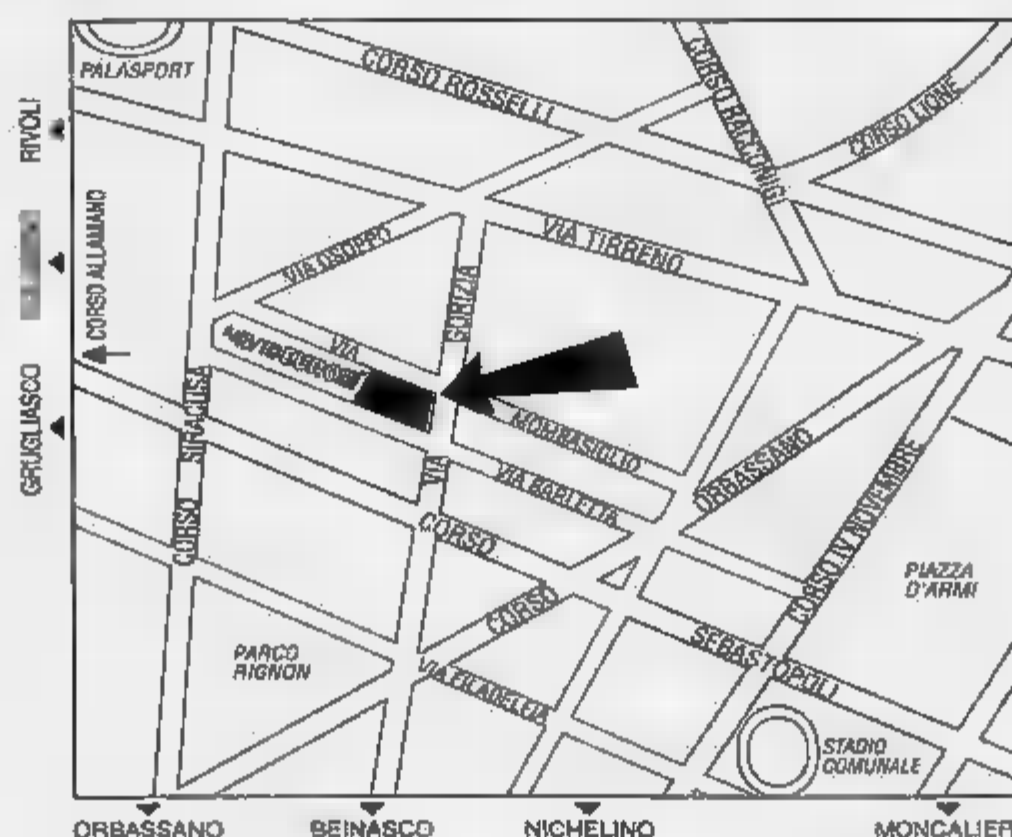 PALASPORT
CORSO ROSSELLI
CORSO RACCONIGI
CORSO LIONE
RIVOLI
CORSO ALLAMANO
GRUGLIASCO
VIA OSOPPO
VIA TIRRENO
GORIZIA
VIA
CORSO SIRACUSA
MOMBASIGLIO
VIA BARLETTA
VIA
ORBASSANO
CORSO
CORSO IV NOVEMBRE
PIAZZA
D'ARMI
CORSO
SEBASTOPOLI
PARCO
RIGNON
VIA FILADELFIA
STADIO
COMUNALE
ORBASSANO
BEINASCO
NICHELINO
MONCALIERI